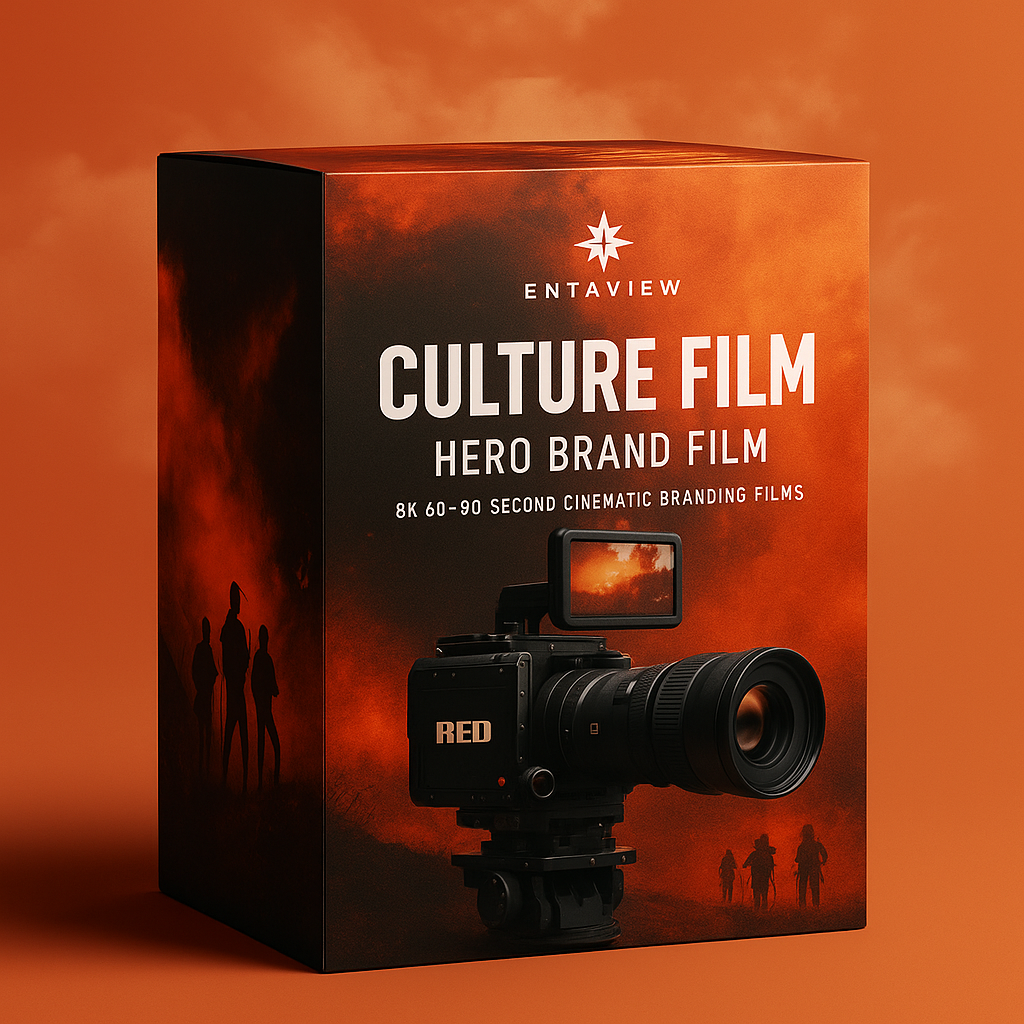 ENTAVIEW
CULTURE FILM
HERO BRAND FILM
8K 60-90 SECOND CINEMATIC BRANDING FILMS
RED